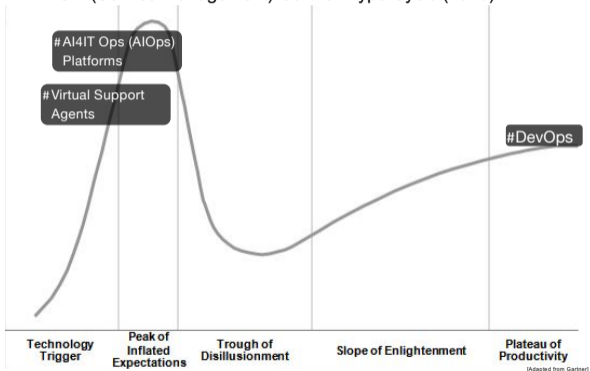 #AI4IT Ops (AIOps)
Platforms
#Virtual Support
Agents
#DevOps
Technology
Trigger
Peak of
Inflated
Expectations
Trough of
Disillusionment
Slope of Enlightenment
Plateau of
Productivity
[Adapted from Gartner]